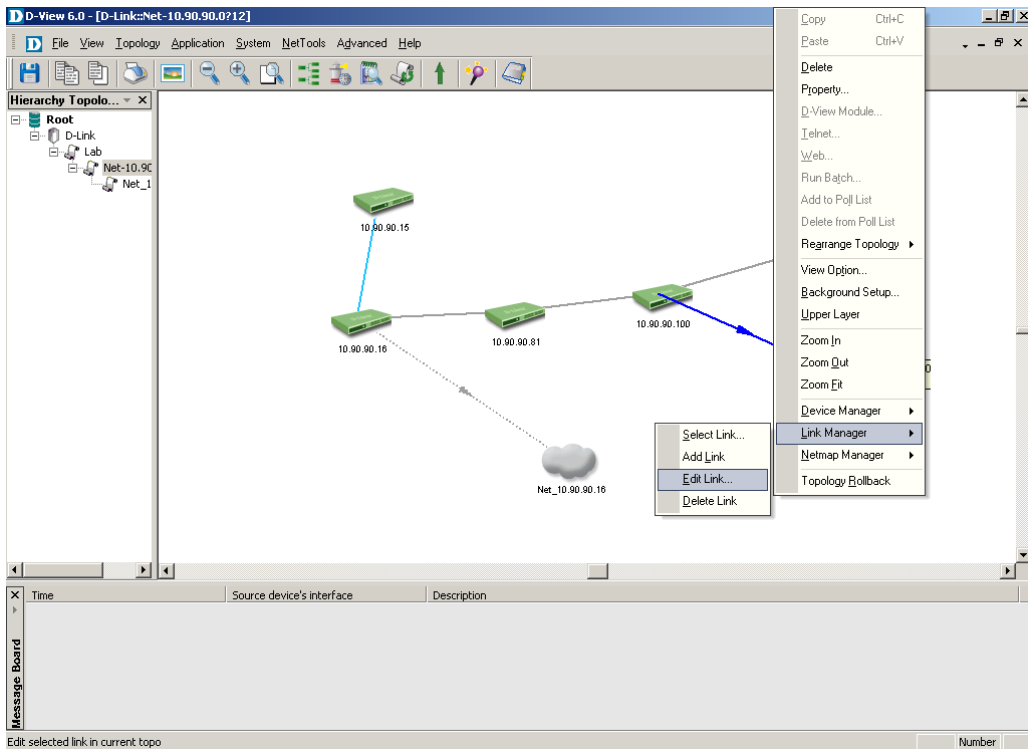 D-View 6.0 - [D-Link::Net-10.90.90.0?12]
File View Topology Application System NetTools Advanced Help
Hierarchy Topolo...
Root
D-Link
Lab
Net-10.90
Net_1
10.90.90.15
10.90.90.16
10.90.90.81
10.90.90.100
Net_10.90.90.16
0
Copy Ctrl+C
Paste Ctrl+V
Delete
Property...
D-View Module...
Telnet...
Web...
Run Batch...
Add to Poll List
Delete from Poll List
Rearrange Topology
View Option...
Background Setup...
Upper Layer
Zoom In
Zoom Out
Zoom Fit
Device Manager
Link Manager
Netmap Manager
Topology Rollback
Select Link...
Add Link
Edit Link...
Delete Link
Time Source device's interface Description
Message Board
Edit selected link in current topo
Number